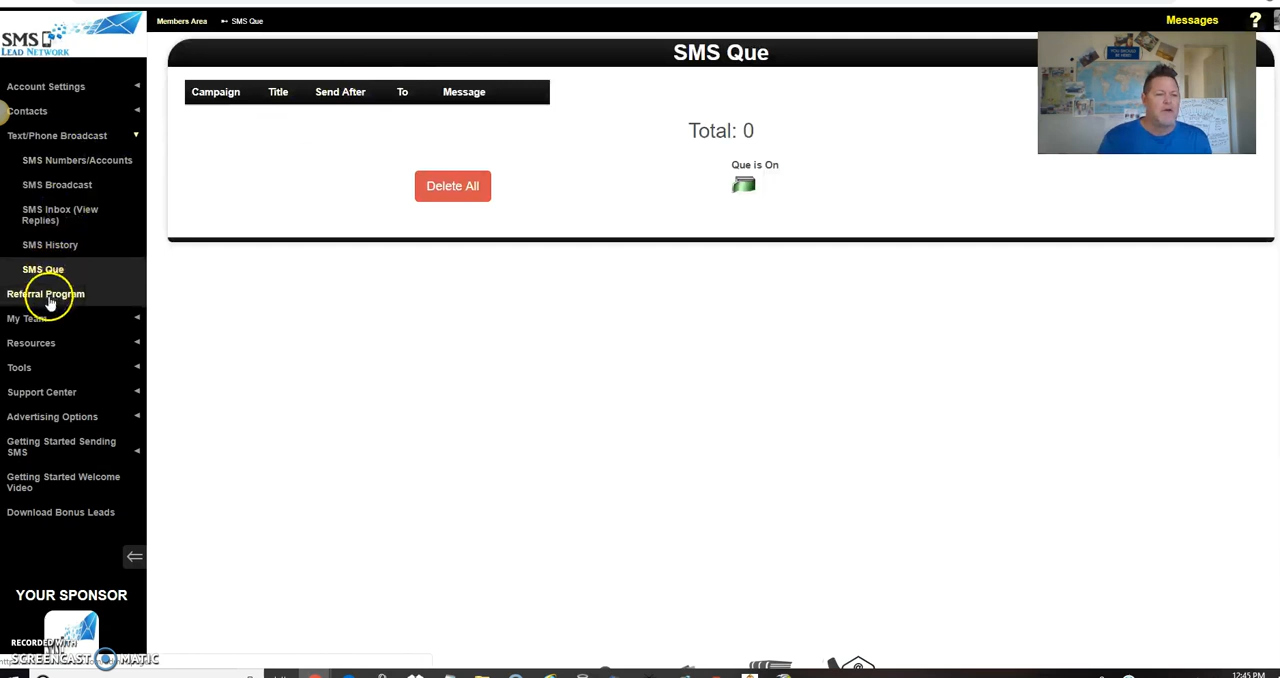 SMS
LEAD NETWORK
Members Area
SMS Que
Messages
?
SMS Que
Account Settings
Contacts
Text/Phone Broadcast
SMS Numbers/Accounts
SMS Broadcast
SMS Inbox (View
Replies)
SMS History
SMS Que
Referral Program
My Team
Resources
Tools
Support Center
Advertising Options
Getting Started Sending
SMS
Getting Started Welcome
Video
Download Bonus Leads
YOUR SPONSOR
Campaign Title Send After To Message
Total: 0
Que is On
Delete All
RECORDED WITH
SCREENCAST MATIC
12:45 PM